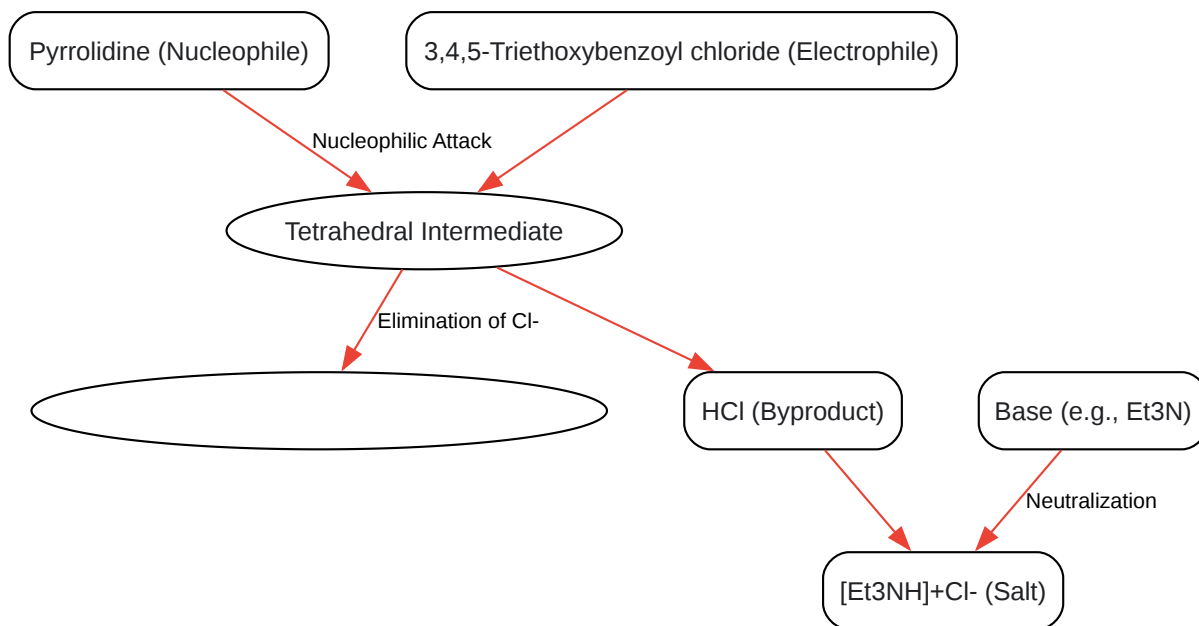 Pyrrolidine (Nucleophile)
3,4,5-Triethoxybenzoyl chloride (Electrophile)
Nucleophilic Attack
Tetrahedral Intermediate
Elimination of Cl-
HCl (Byproduct)
Base (e.g., Et3N)
Neutralization
[Et3NH]+Cl- (Salt)